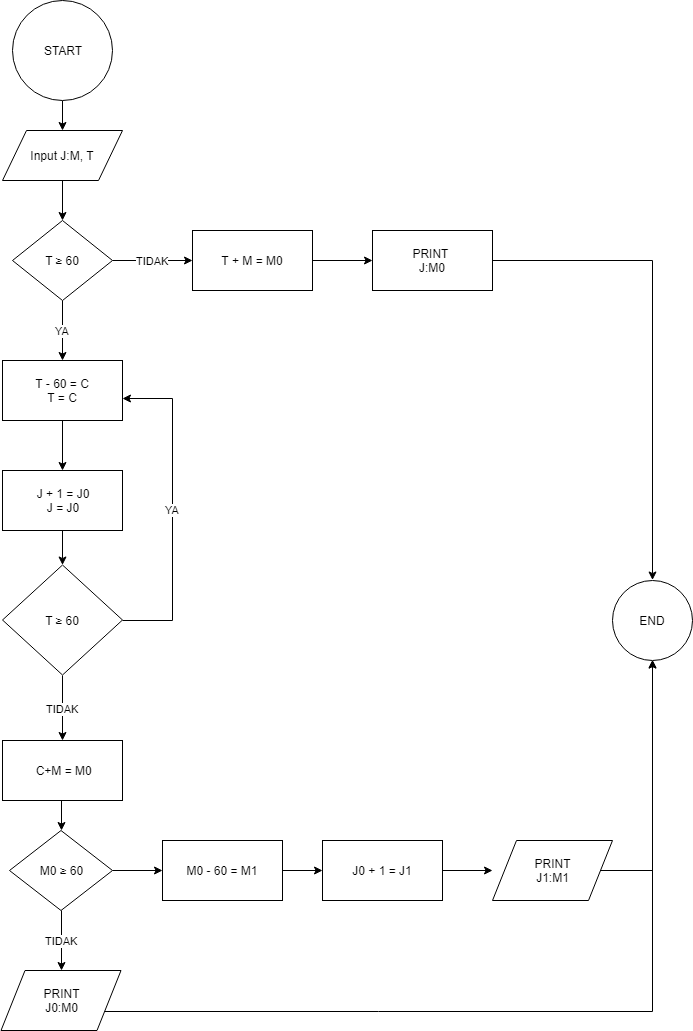 START
Input J:M, T
T ≥ 60
TIDAK
T + M = M0
PRINT
J:M0
YA
T - 60 = C
T = C
J + 1 = J0
J = J0
YA
T ≥ 60
END
TIDAK
C+M = M0
M0 ≥ 60
M0 - 60 = M1
J0 + 1 = J1
PRINT
J1:M1
TIDAK
PRINT
J0:M0